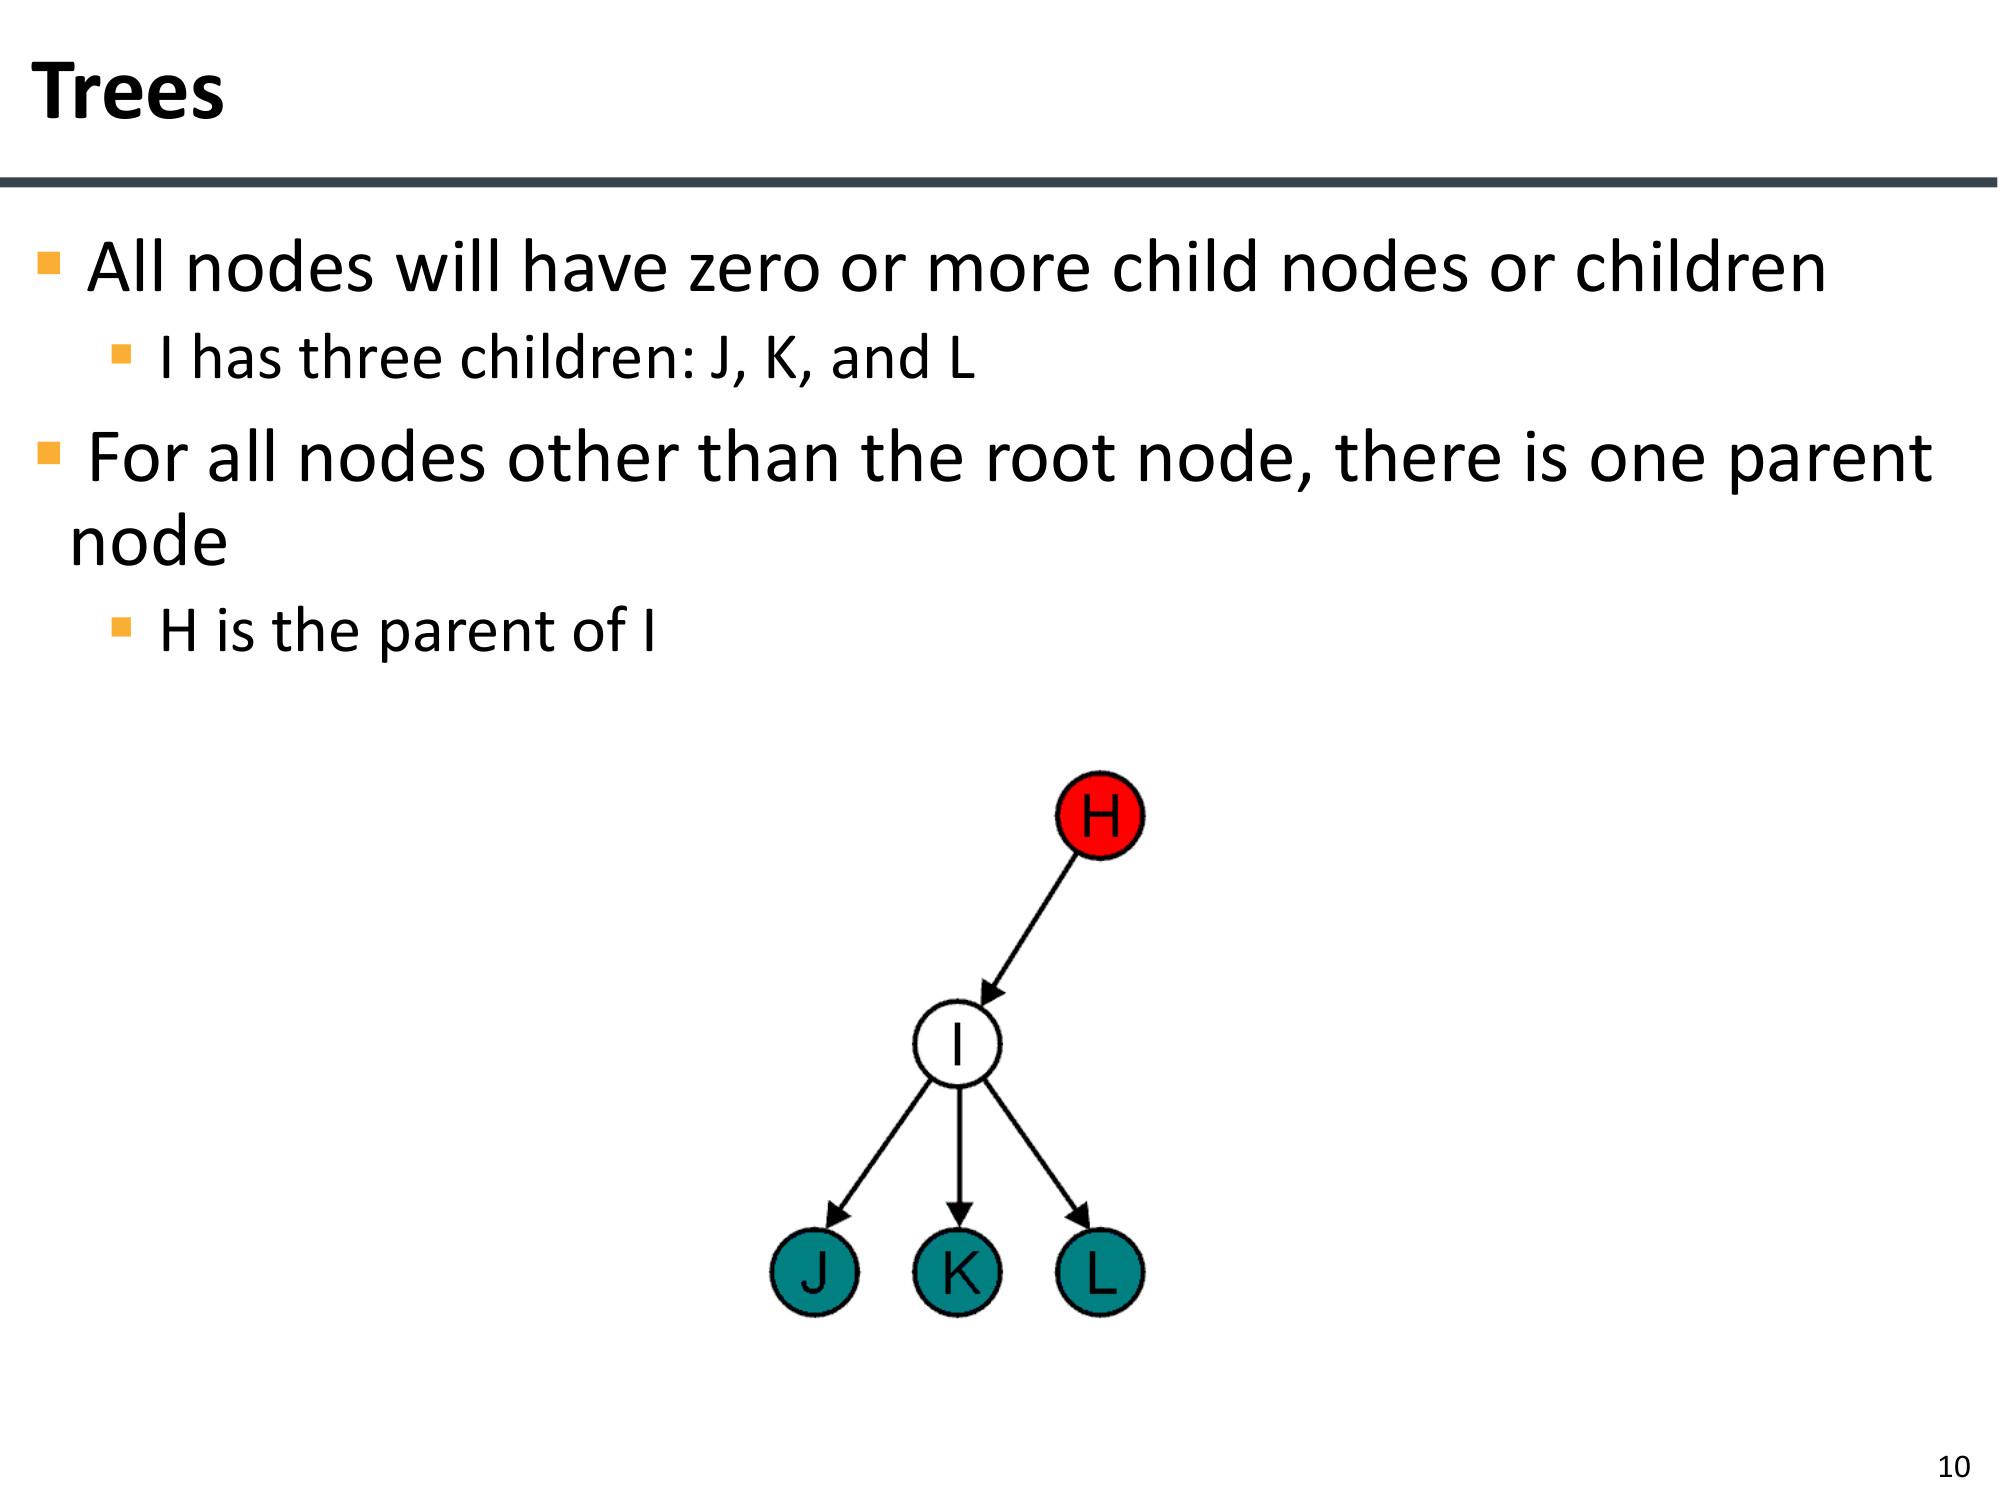 Trees
All nodes will have zero or more child nodes or children
I has three children: J, K, and L
For all nodes other than the root node, there is one parent
node
H is the parent of I
H
I
J K L
10